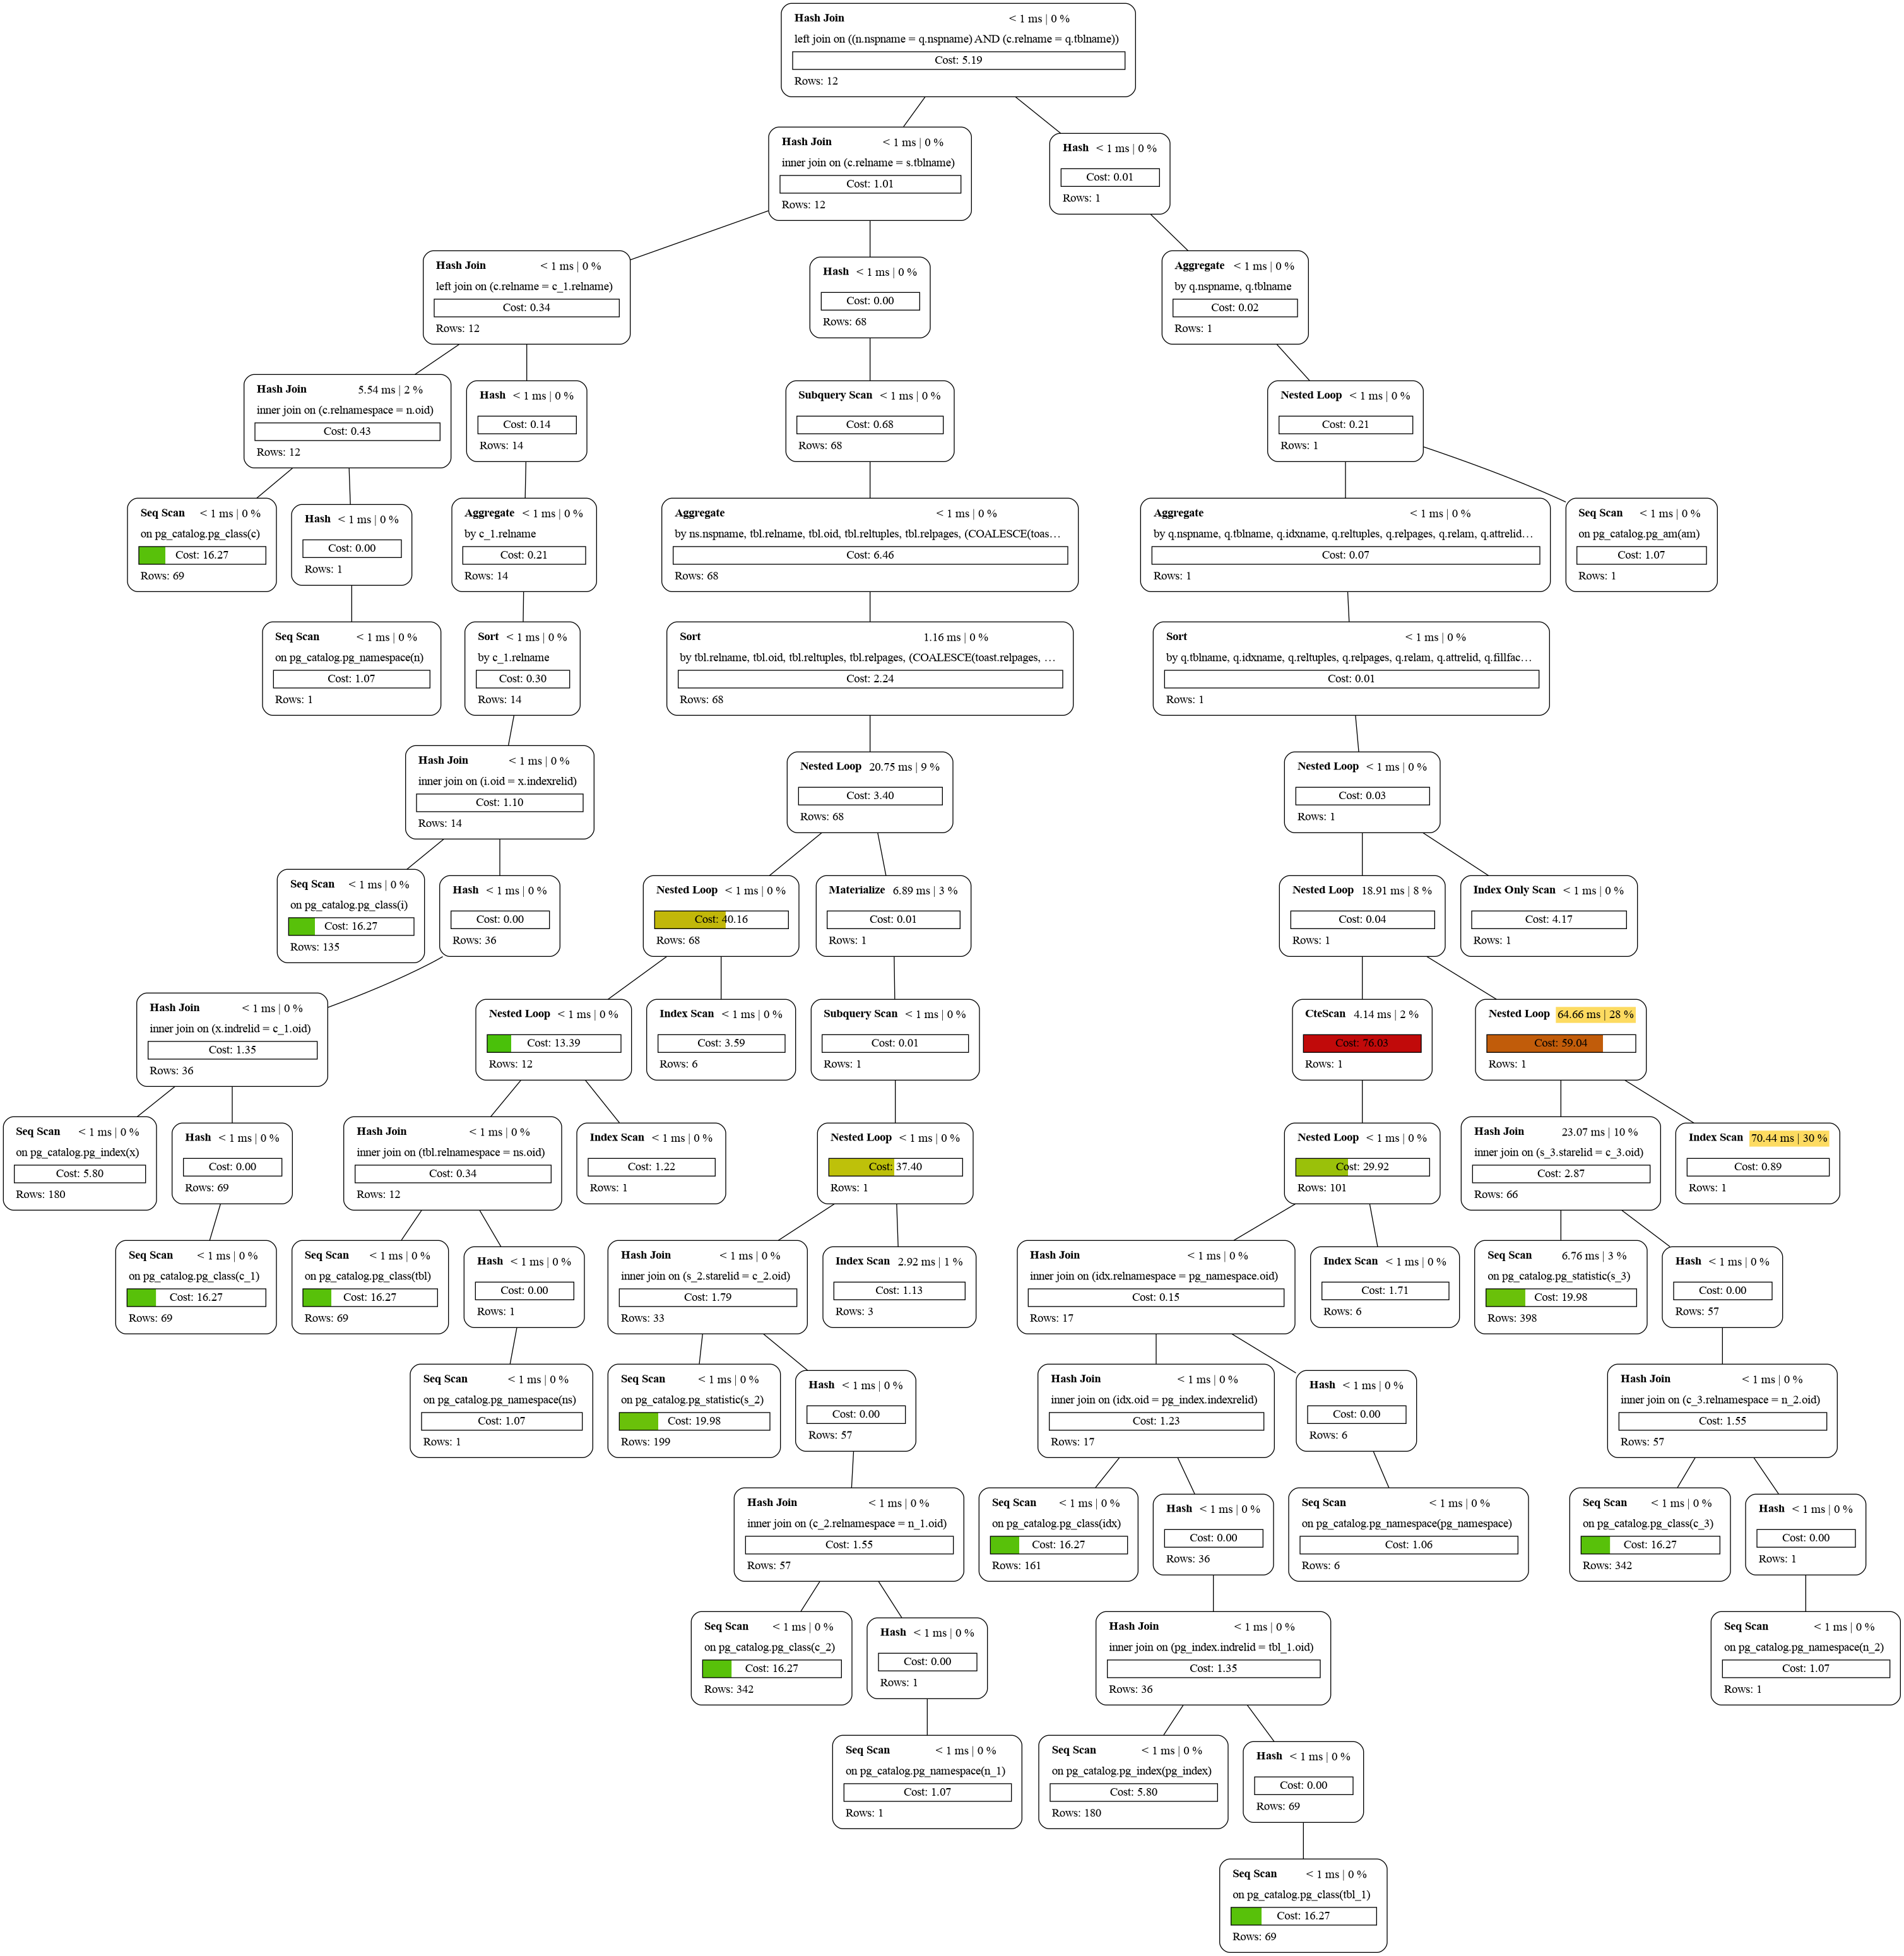 Hash Join < 1 ms | 0 %
left join on ((n.nspname = q.nspname) AND (c.relname = q.tblname))
Cost: 5.19
Rows: 12
Hash Join < 1 ms | 0 %
inner join on (c.relname = s.tblname)
Cost: 1.01
Rows: 12
Hash < 1 ms | 0 %
Cost: 0.01
Rows: 1
Hash Join < 1 ms | 0 %
left join on (c.relname = c_1.relname)
Cost: 0.34
Rows: 12
Hash < 1 ms | 0 %
Cost: 0.00
Rows: 68
Aggregate < 1 ms | 0 %
by q.nspname, q.tblname
Cost: 0.02
Rows: 1
Hash Join 5.54 ms | 2 %
inner join on (c.relnamespace = n.oid)
Cost: 0.43
Rows: 12
Hash < 1 ms | 0 %
Cost: 0.14
Rows: 14
Subquery Scan < 1 ms | 0 %
Cost: 0.68
Rows: 68
Nested Loop < 1 ms | 0 %
Cost: 0.21
Rows: 1
Seq Scan < 1 ms | 0 %
on pg_catalog.pg_class(c)
Cost: 16.27
Rows: 69
Hash < 1 ms | 0 %
Cost: 0.00
Rows: 1
Aggregate < 1 ms | 0 %
by c_1.relname
Cost: 0.21
Rows: 14
Aggregate < 1 ms | 0 %
by ns.nspname, tbl.relname, tbl.oid, tbl.reltuples, tbl.relpages, (COALESCE(toas…
Cost: 6.46
Rows: 68
Aggregate < 1 ms | 0 %
by q.nspname, q.tblname, q.idxname, q.reltuples, q.relpages, q.relam, q.attrelid…
Cost: 0.07
Rows: 1
Seq Scan < 1 ms | 0 %
on pg_catalog.pg_am(am)
Cost: 1.07
Rows: 1
Seq Scan < 1 ms | 0 %
on pg_catalog.pg_namespace(n)
Cost: 1.07
Rows: 1
Sort < 1 ms | 0 %
by c_1.relname
Cost: 0.30
Rows: 14
Sort 1.16 ms | 0 %
by tbl.relname, tbl.oid, tbl.reltuples, tbl.relpages, (COALESCE(toast.relpages, …
Cost: 2.24
Rows: 68
Sort < 1 ms | 0 %
by q.tblname, q.idxname, q.reltuples, q.relpages, q.relam, q.attrelid, q.fillfac…
Cost: 0.01
Rows: 1
Hash Join < 1 ms | 0 %
inner join on (i.oid = x.indexrelid)
Cost: 1.10
Rows: 14
Nested Loop 20.75 ms | 9 %
Cost: 3.40
Rows: 68
Nested Loop < 1 ms | 0 %
Cost: 0.03
Rows: 1
Seq Scan < 1 ms | 0 %
on pg_catalog.pg_class(i)
Cost: 16.27
Rows: 135
Hash < 1 ms | 0 %
Cost: 0.00
Rows: 36
Nested Loop < 1 ms | 0 %
Cost: 40.16
Rows: 68
Materialize 6.89 ms | 3 %
Cost: 0.01
Rows: 1
Nested Loop 18.91 ms | 8 %
Cost: 0.04
Rows: 1
Index Only Scan < 1 ms | 0 %
Cost: 4.17
Rows: 1
Hash Join < 1 ms | 0 %
inner join on (x.indrelid = c_1.oid)
Cost: 1.35
Rows: 36
Nested Loop < 1 ms | 0 %
Cost: 13.39
Rows: 12
Index Scan < 1 ms | 0 %
Cost: 3.59
Rows: 6
Subquery Scan < 1 ms | 0 %
Cost: 0.01
Rows: 1
CteScan 4.14 ms | 2 %
Cost: 76.03
Rows: 1
Nested Loop 64.66 ms | 28 %
Cost: 59.04
Rows: 1
Seq Scan < 1 ms | 0 %
on pg_catalog.pg_index(x)
Cost: 5.80
Rows: 180
Hash < 1 ms | 0 %
Cost: 0.00
Rows: 69
Hash Join < 1 ms | 0 %
inner join on (tbl.relnamespace = ns.oid)
Cost: 0.34
Rows: 12
Index Scan < 1 ms | 0 %
Cost: 1.22
Rows: 1
Nested Loop < 1 ms | 0 %
Cost: 37.40
Rows: 1
Nested Loop < 1 ms | 0 %
Cost: 29.92
Rows: 101
Hash Join 23.07 ms | 10 %
inner join on (s_3.starelid = c_3.oid)
Cost: 2.87
Rows: 66
Index Scan 70.44 ms | 30 %
Cost: 0.89
Rows: 1
Seq Scan < 1 ms | 0 %
on pg_catalog.pg_class(c_1)
Cost: 16.27
Rows: 69
Seq Scan < 1 ms | 0 %
on pg_catalog.pg_class(tbl)
Cost: 16.27
Rows: 69
Hash < 1 ms | 0 %
Cost: 0.00
Rows: 1
Hash Join < 1 ms | 0 %
inner join on (s_2.starelid = c_2.oid)
Cost: 1.79
Rows: 33
Index Scan 2.92 ms | 1 %
Cost: 1.13
Rows: 3
Hash Join < 1 ms | 0 %
inner join on (idx.relnamespace = pg_namespace.oid)
Cost: 0.15
Rows: 17
Index Scan < 1 ms | 0 %
Cost: 1.71
Rows: 6
Seq Scan 6.76 ms | 3 %
on pg_catalog.pg_statistic(s_3)
Cost: 19.98
Rows: 398
Hash < 1 ms | 0 %
Cost: 0.00
Rows: 57
Seq Scan < 1 ms | 0 %
on pg_catalog.pg_namespace(ns)
Cost: 1.07
Rows: 1
Seq Scan < 1 ms | 0 %
on pg_catalog.pg_statistic(s_2)
Cost: 19.98
Rows: 199
Hash < 1 ms | 0 %
Cost: 0.00
Rows: 57
Hash Join < 1 ms | 0 %
inner join on (idx.oid = pg_index.indexrelid)
Cost: 1.23
Rows: 17
Hash < 1 ms | 0 %
Cost: 0.00
Rows: 6
Hash Join < 1 ms | 0 %
inner join on (c_3.relnamespace = n_2.oid)
Cost: 1.55
Rows: 57
Hash Join < 1 ms | 0 %
inner join on (c_2.relnamespace = n_1.oid)
Cost: 1.55
Rows: 57
Seq Scan < 1 ms | 0 %
on pg_catalog.pg_class(idx)
Cost: 16.27
Rows: 161
Hash < 1 ms | 0 %
Cost: 0.00
Rows: 36
Seq Scan < 1 ms | 0 %
on pg_catalog.pg_namespace(pg_namespace)
Cost: 1.06
Rows: 6
Seq Scan < 1 ms | 0 %
on pg_catalog.pg_class(c_3)
Cost: 16.27
Rows: 342
Hash < 1 ms | 0 %
Cost: 0.00
Rows: 1
Seq Scan < 1 ms | 0 %
on pg_catalog.pg_class(c_2)
Cost: 16.27
Rows: 342
Hash < 1 ms | 0 %
Cost: 0.00
Rows: 1
Hash Join < 1 ms | 0 %
inner join on (pg_index.indrelid = tbl_1.oid)
Cost: 1.35
Rows: 36
Seq Scan < 1 ms | 0 %
on pg_catalog.pg_namespace(n_2)
Cost: 1.07
Rows: 1
Seq Scan < 1 ms | 0 %
on pg_catalog.pg_namespace(n_1)
Cost: 1.07
Rows: 1
Seq Scan < 1 ms | 0 %
on pg_catalog.pg_index(pg_index)
Cost: 5.80
Rows: 180
Hash < 1 ms | 0 %
Cost: 0.00
Rows: 69
Seq Scan < 1 ms | 0 %
on pg_catalog.pg_class(tbl_1)
Cost: 16.27
Rows: 69